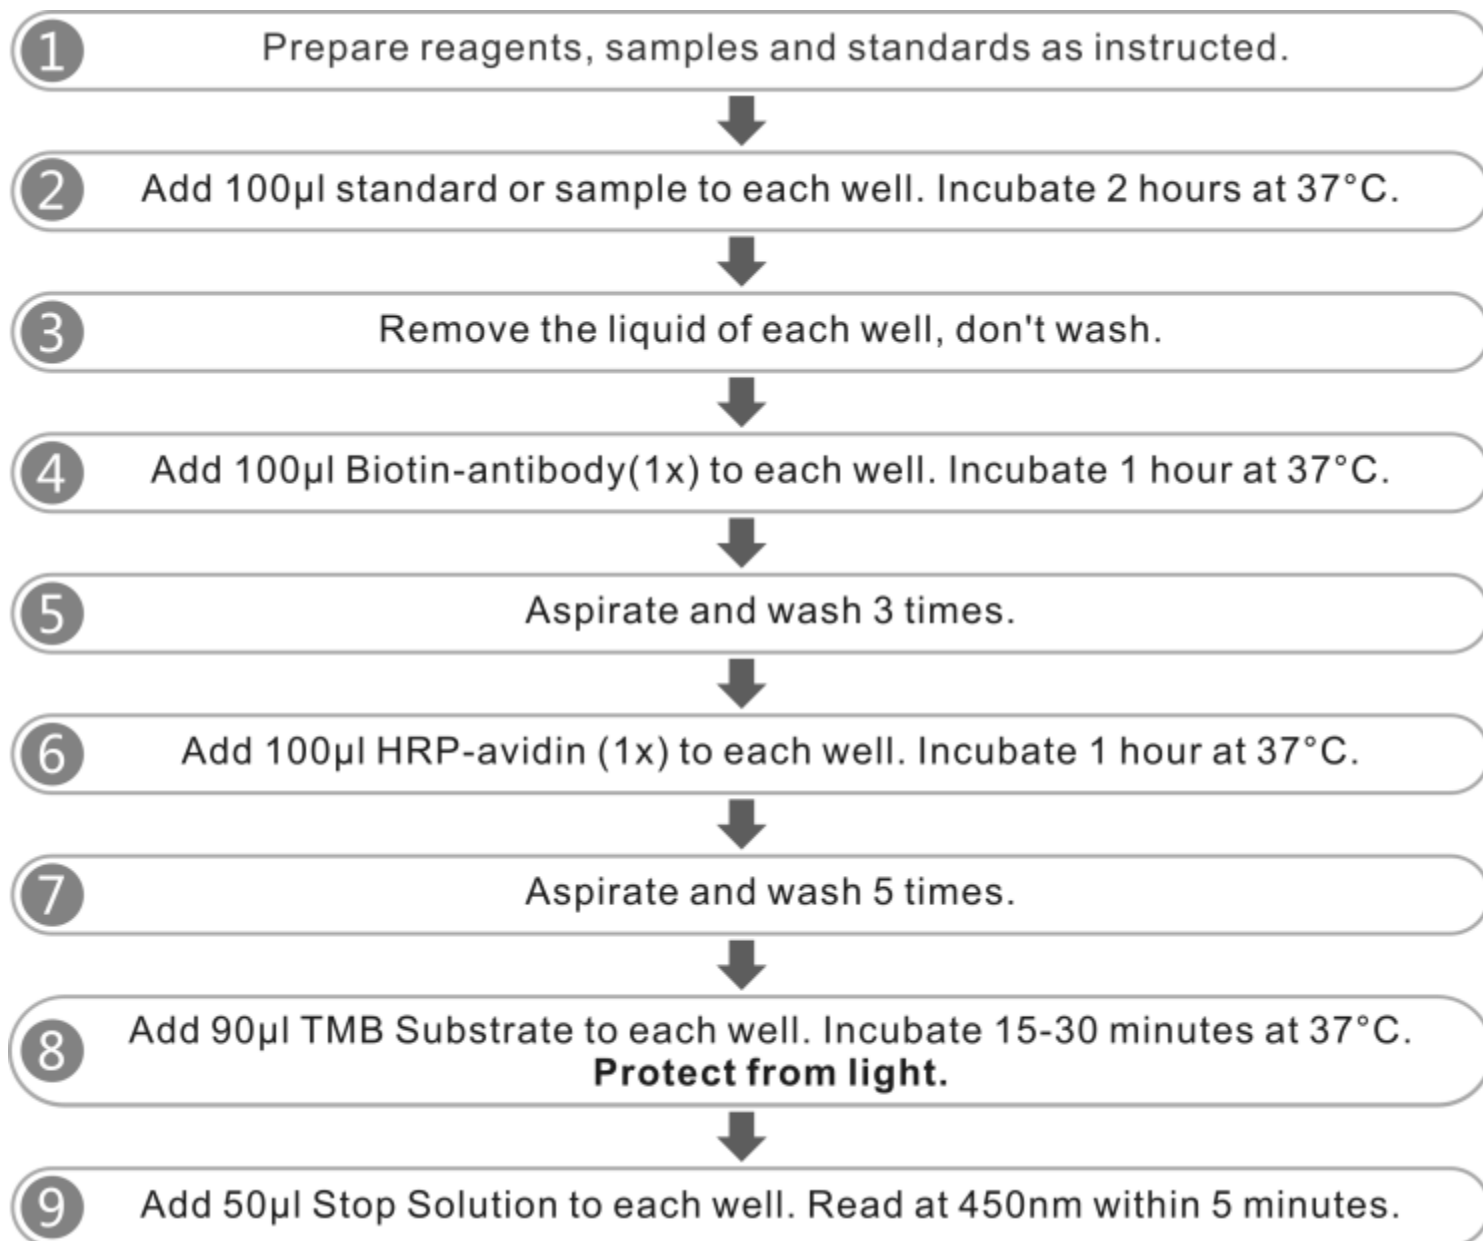 1 Prepare reagents, samples and standards as instructed.
2 Add 100µl standard or sample to each well. Incubate 2 hours at 37°C.
3 Remove the liquid of each well, don't wash.
4 Add 100µl Biotin-antibody(1x) to each well. Incubate 1 hour at 37°C.
5 Aspirate and wash 3 times.
6 Add 100µl HRP-avidin (1x) to each well. Incubate 1 hour at 37°C.
7 Aspirate and wash 5 times.
8 Add 90µl TMB Substrate to each well. Incubate 15-30 minutes at 37°C.
Protect from light.
9 Add 50µl Stop Solution to each well. Read at 450nm within 5 minutes.